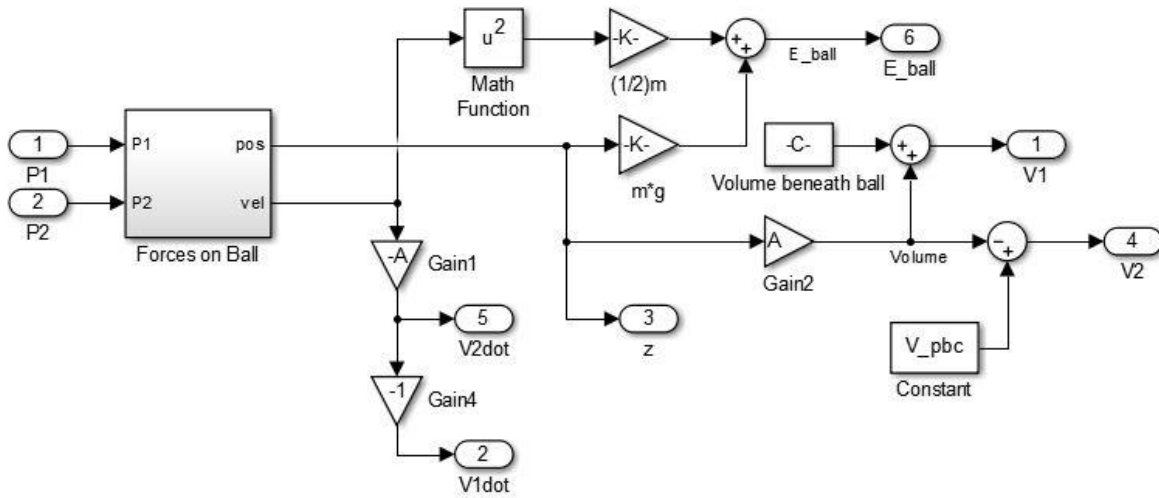 u²
Math
Function
-K-
(1/2)m
++
E_ball
6
E_ball
1
P1
2
P2
P1
P2
pos
vel
Forces on Ball
-K-
m*g
-C-
Volume beneath ball
++
1
V1
-A
Gain1
A
Gain2
Volume
-+
4
V2
5
V2dot
3
z
V_pbc
Constant
-1
Gain4
2
V1dot